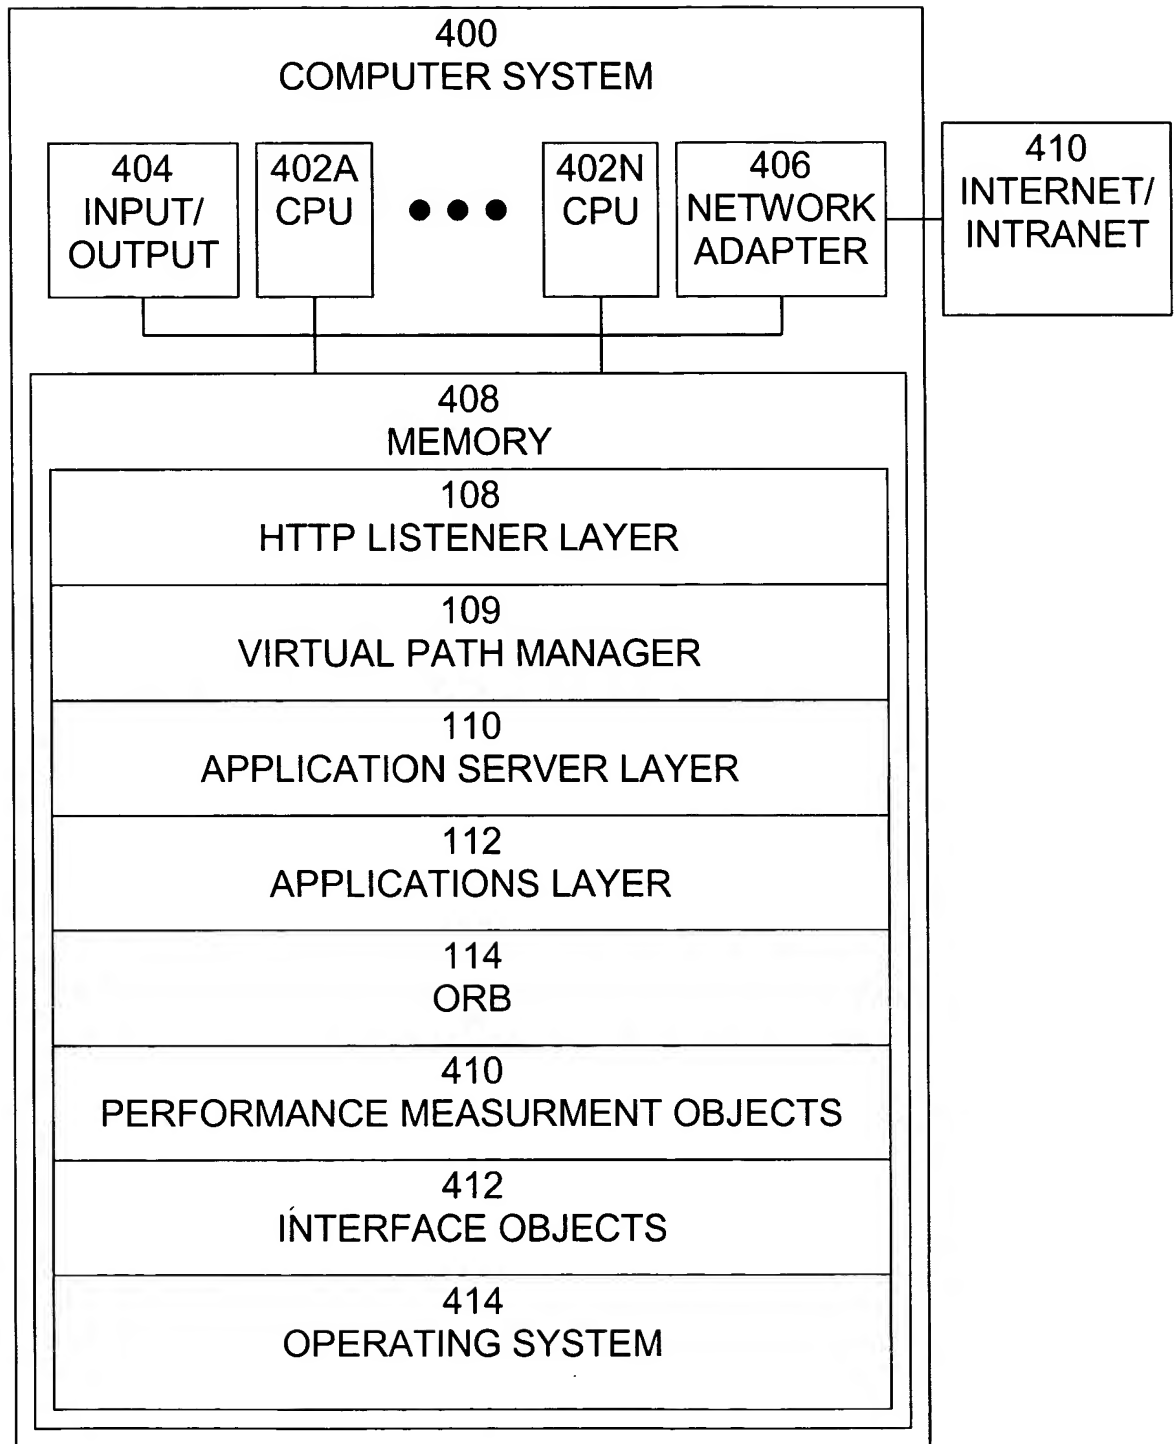 400
COMPUTER SYSTEM
404
INPUT/
OUTPUT
402A
CPU
402N
CPU
406
NETWORK
ADAPTER
410
INTERNET/
INTRANET
408
MEMORY
108
HTTP LISTENER LAYER
109
VIRTUAL PATH MANAGER
110
APPLICATION SERVER LAYER
112
APPLICATIONS LAYER
114
ORB
410
PERFORMANCE MEASURMENT OBJECTS
412
INTERFACE OBJECTS
414
OPERATING SYSTEM